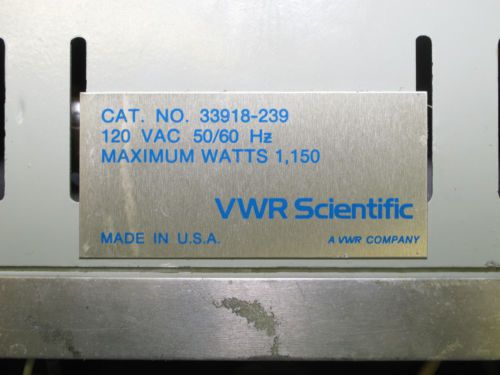 CAT. NO. 33918-239
120 VAC 50/60 Hz
MAXIMUM WATTS 1,150
VWR Scientific
MADE IN U.S.A.
A VWR COMPANY